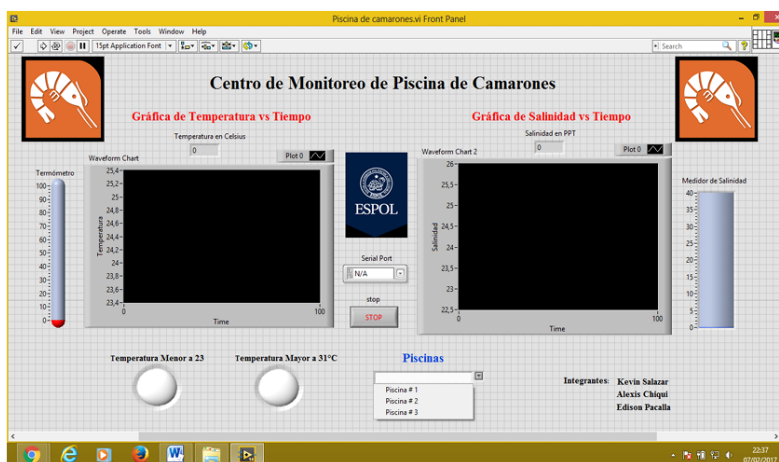 Piscina de camarones.vi Front Panel
File Edit View Project Operate Tools Window Help
15pt Application Font
Search
Centro de Monitoreo de Piscina de Camarones
Gráfica de Temperatura vs Tiempo
Gráfica de Salinidad vs Tiempo
Temperatura en Celsius
0
Salinidad en PPT
0
Waveform Chart
Plot 0
Waveform Chart 2
Plot 0
Termómetro
100
90
80
70
60
50
40
30
20
10
0
Temperatura
25,4
25,2
25
24,8
24,6
24,4
24,2
24
23,8
23,6
23,4
0
100
Time
ESPOL
Serial Port
N/A
stop
STOP
Salinidad
26
25,5
25
24,5
24
23,5
23
22,5
0
100
Time
Medidor de Salinidad
40
35
30
25
20
15
10
5
0
Temperatura Menor a 23
Temperatura Mayor a 31°C
Piscinas
Piscina # 1
Piscina # 2
Piscina # 3
Integrantes: Kevin Salazar
Alexis Chiqui
Edison Pacalla
22:37
07/02/2017